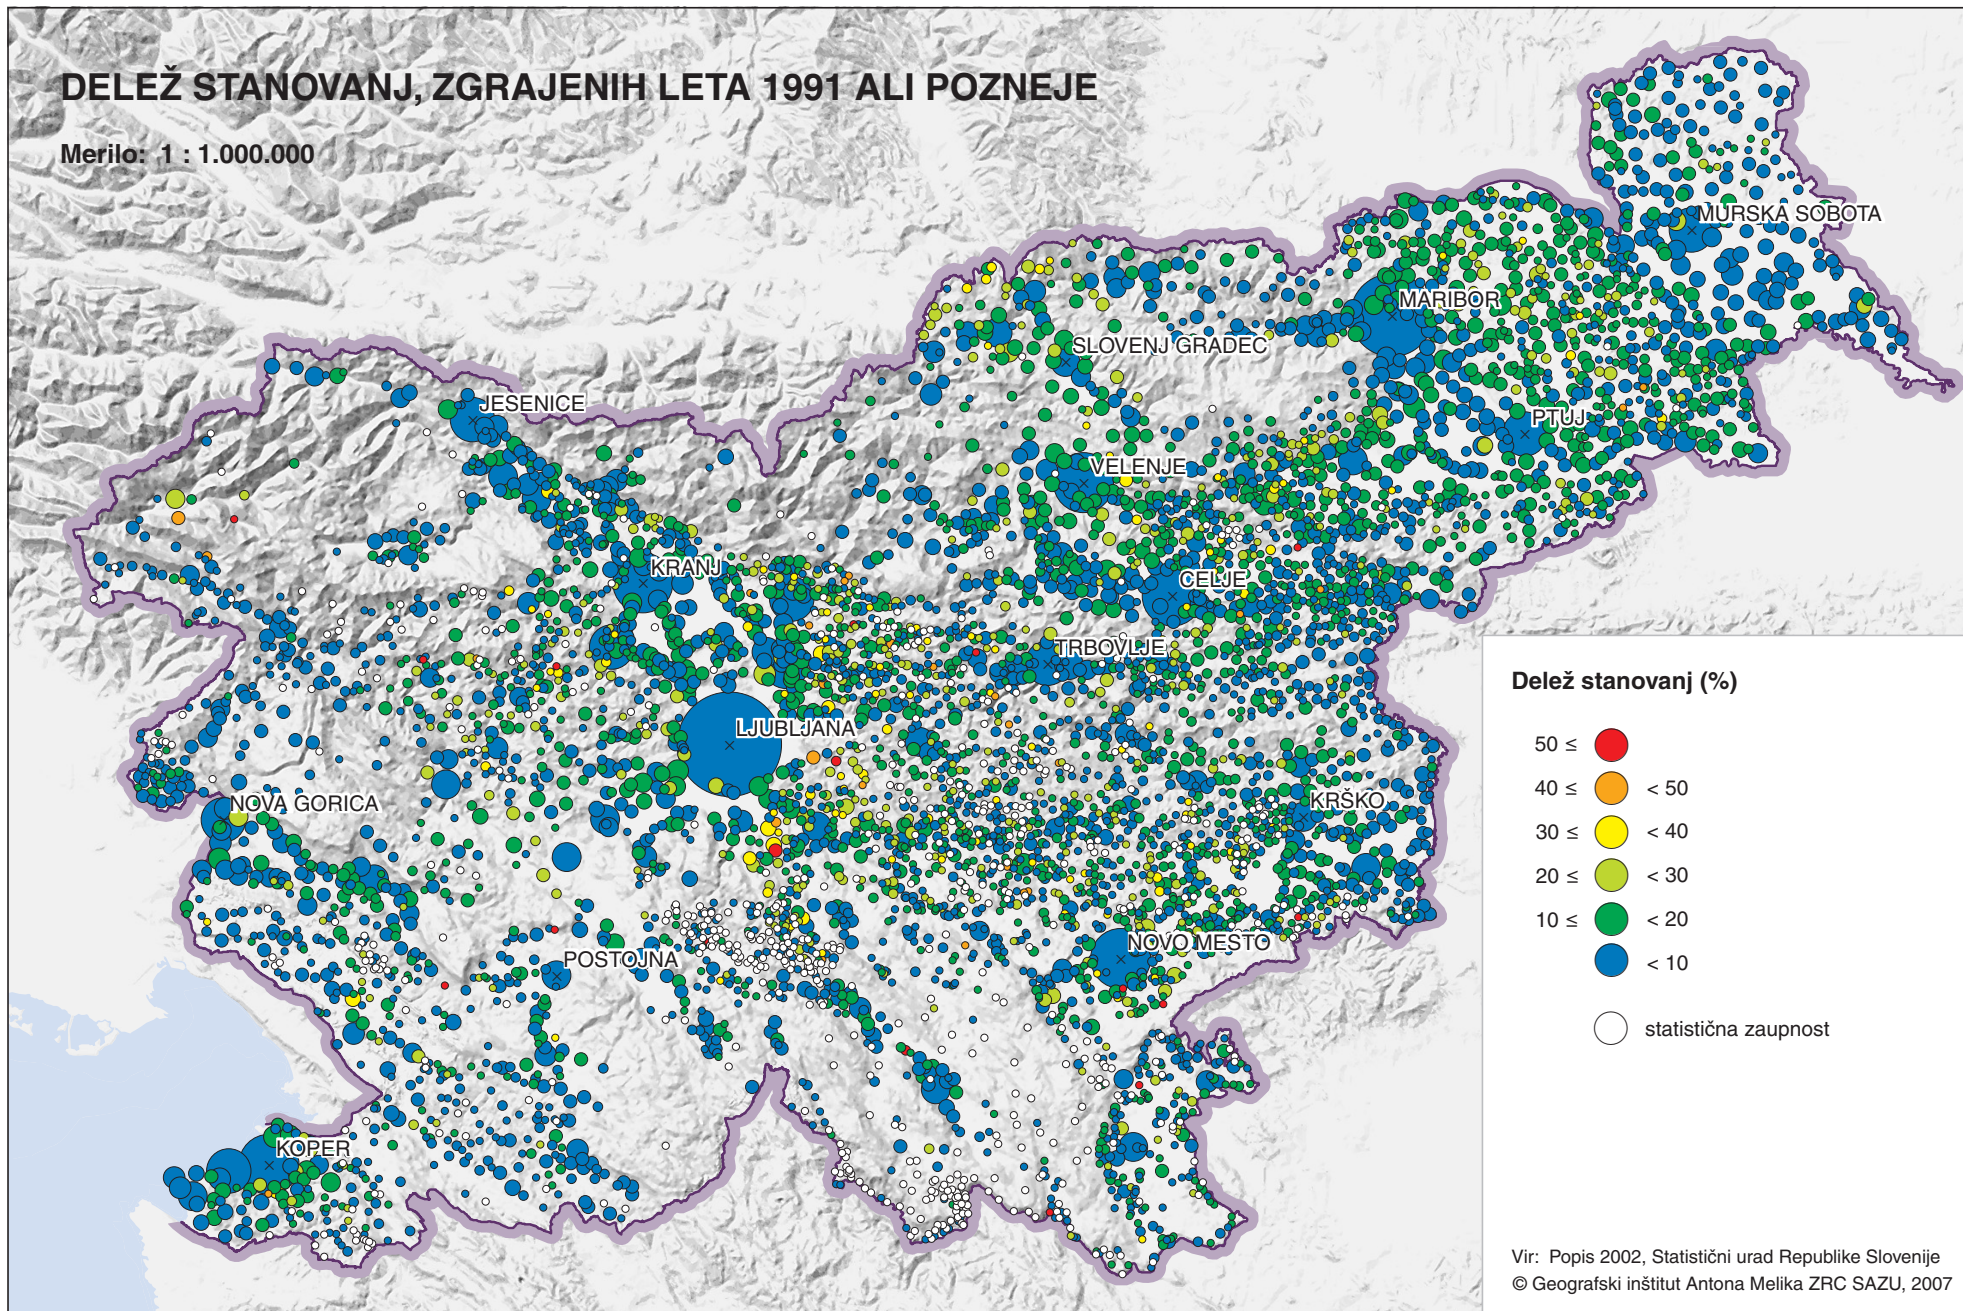 DELEŽ STANOVANJ, ZGRAJENIH LETA 1991 ALI POZNEJE
Merilo: 1 : 1.000.000
MURSKA SOBOTA
MARIBOR
SLOVENJ GRADEC
JESENICE
PTUJ
VELENJE
KRANJ
CELJE
TRBOVLJE
LJUBLJANA
NOVA GORICA
KRŠKO
NOVO MESTO
POSTOJNA
KOPER
Delež stanovanj (%)
50 ≤
40 ≤ < 50
30 ≤ < 40
20 ≤ < 30
10 ≤ < 20
< 10
statistična zaupnost
Vir: Popis 2002, Statistični urad Republike Slovenije
© Geografski inštitut Antona Melika ZRC SAZU, 2007